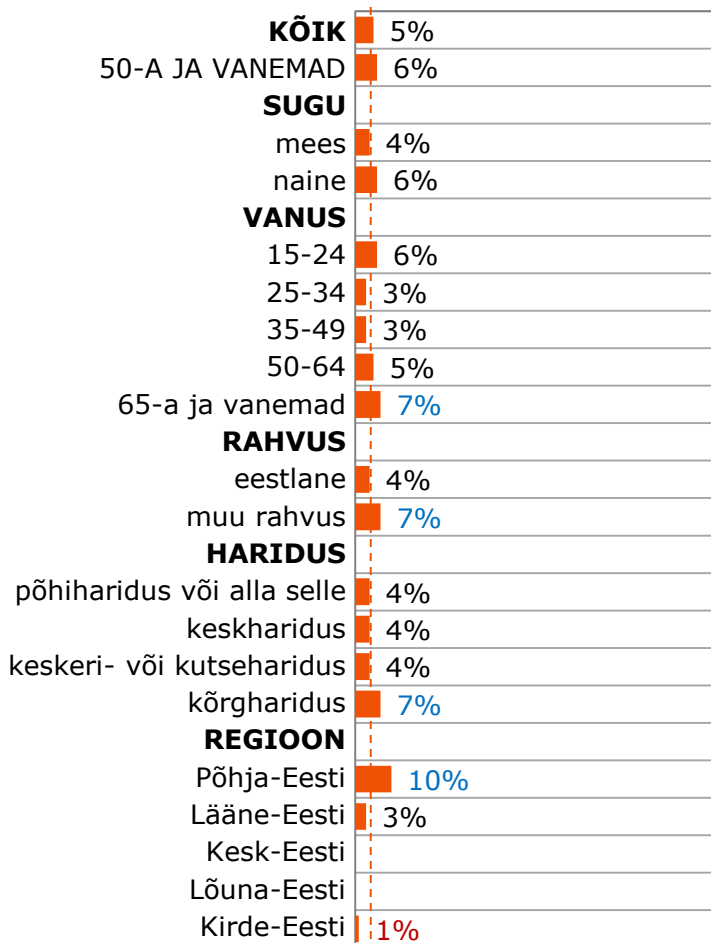 KÕIK 5%
50-A JA VANEMAD 6%
SUGU
mees 4%
naine 6%
VANUS
15-24 6%
25-34 3%
35-49 3%
50-64 5%
65-a ja vanemad 7%
RAHVUS
eestlane 4%
muu rahvus 7%
HARIDUS
põhiharidus või alla selle 4%
keskharidus 4%
keskeri- või kutseharidus 4%
kõrgharidus 7%
REGIOON
Põhja-Eesti 10%
Lääne-Eesti 3%
Kesk-Eesti
Lõuna-Eesti
Kirde-Eesti 1%